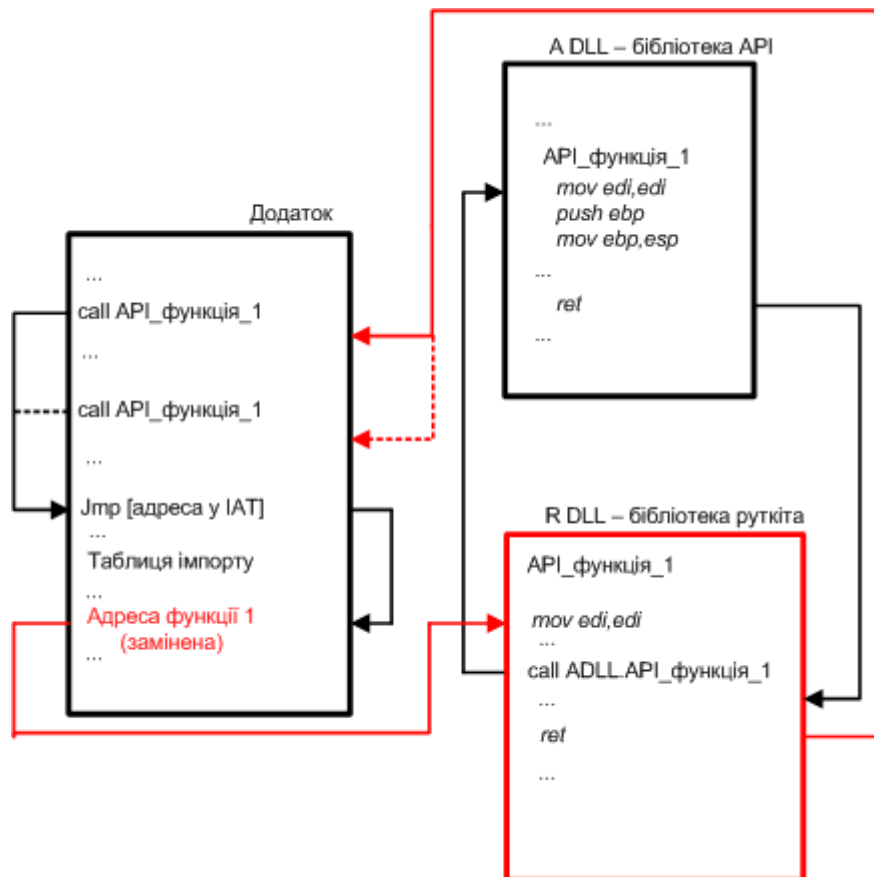 A DLL – бібліотека API
...
API_функція_1
mov edi,edi
push ebp
mov ebp,esp
...
ret
...
Додаток
...
call API_функція_1
...
call API_функція_1
...
Jmp [адреса у IAT]
...
Таблиця імпорту
...
Адреса функції 1
(замінена)
...
R DLL – бібліотека руткіта
API_функція_1
mov edi,edi
...
call ADLL.API_функція_1
...
ret
...